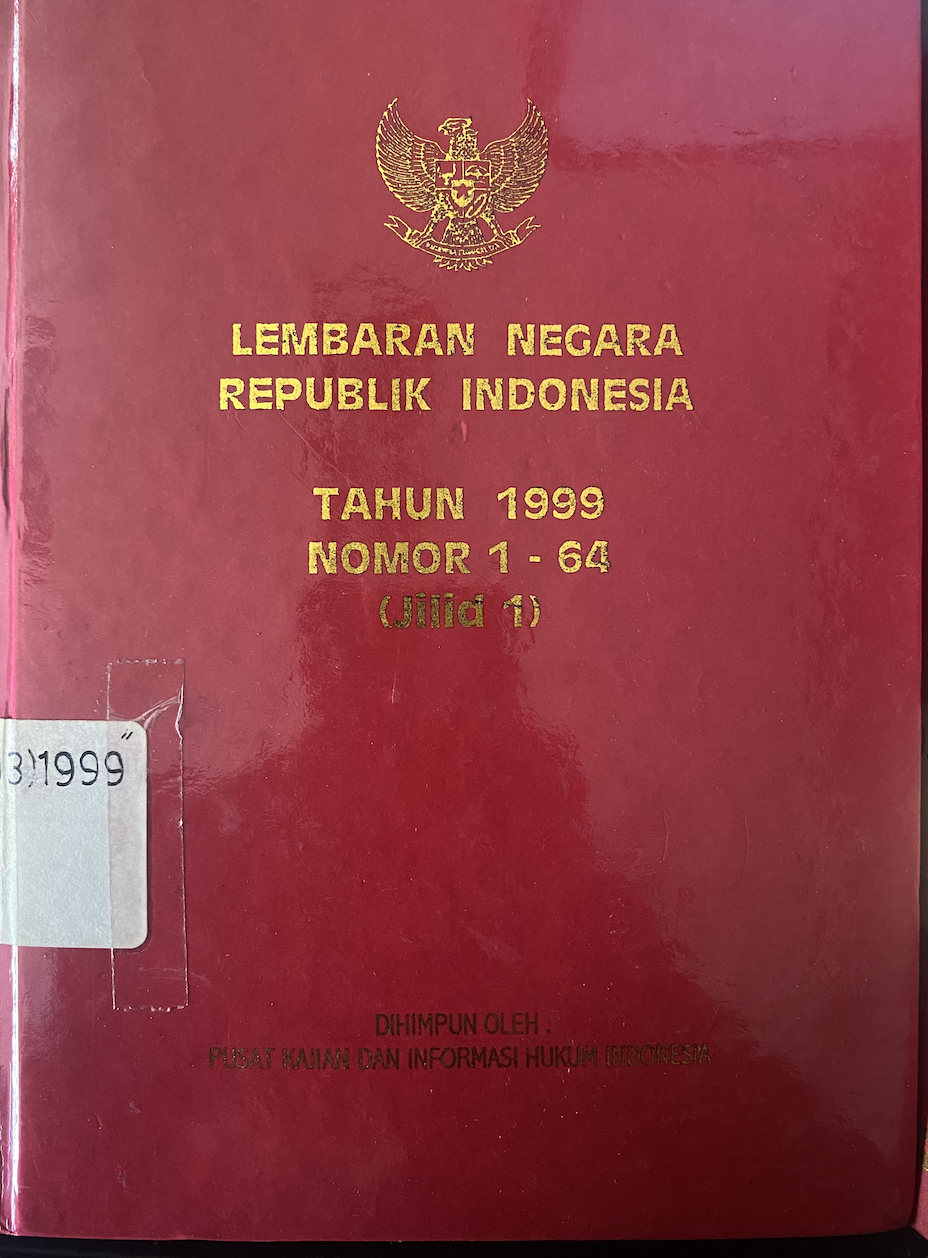 LEMBARAN NEGARA
REPUBLIK INDONESIA
TAHUN 1999
NOMOR 1 - 64
(Jilid 1)
3)1999"
DIHIMPUN OLEH :
PUSAT KAJIAN DAN INFORMASI HUKUM INDONESIA